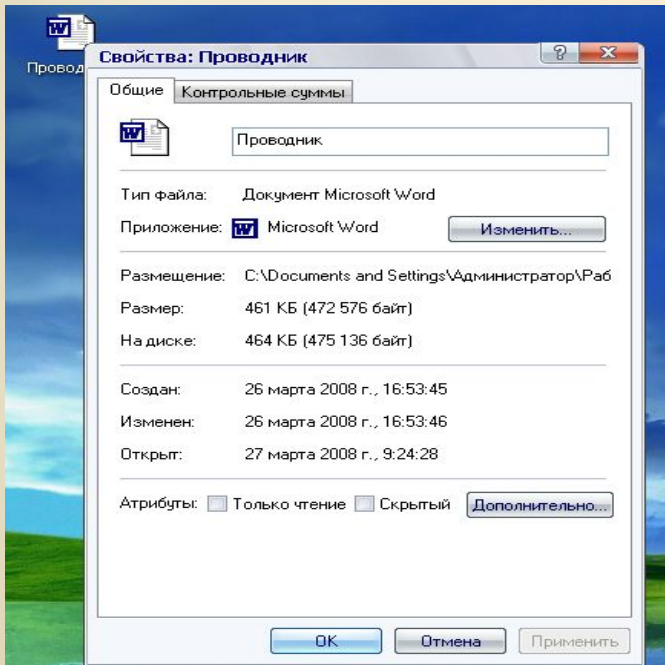 Провод
Свойства: Проводник
Общие Контрольные суммы
Проводник
Тип файла: Документ Microsoft Word
Приложение: Microsoft Word Изменить...
Размещение: C:\Documents and Settings\Администратор\Раб
Размер: 461 КБ (472 576 байт)
На диске: 464 КБ (475 136 байт)
Создан: 26 марта 2008 г., 16:53:45
Изменен: 26 марта 2008 г., 16:53:46
Открыт: 27 марта 2008 г., 9:24:28
Атрибуты: Только чтение Скрытый Дополнительно...
OK Отмена Применить